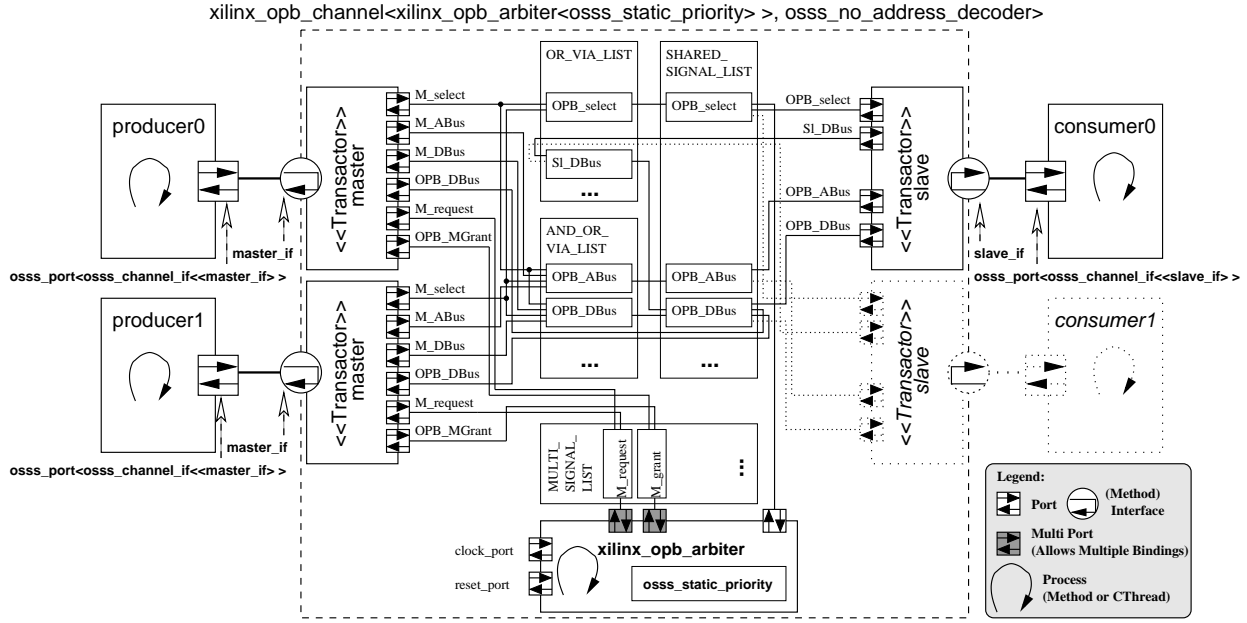 xilinx_opb_channel<xilinx_opb_arbiter<osss_static_priority> >, osss_no_address_decoder>
producer0
master_if
osss_port<osss_channel_if<<master_if> >
producer1
master_if
osss_port<osss_channel_if<<master_if> >
<<Transactor>>
master
M_select
M_ABus
M_DBus
OPB_DBus
M_request
OPB_MGrant
<<Transactor>>
master
M_select
M_ABus
M_DBus
OPB_DBus
M_request
OPB_MGrant
OR_VIA_LIST
OPB_select
Sl_DBus
...
AND_OR_
VIA_LIST
OPB_ABus
OPB_DBus
...
SHARED_
SIGNAL_LIST
OPB_select
OPB_ABus
OPB_DBus
...
MULTI_
SIGNAL_
LIST
M_request
M_grant
...
clock_port
reset_port
xilinx_opb_arbiter
osss_static_priority
OPB_select
Sl_DBus
OPB_ABus
OPB_DBus
<<Transactor>>
slave
<<Transactor>>
slave
consumer0
slave_if
osss_port<osss_channel_if<<slave_if> >
consumer1
Legend:
Port
(Method)
Interface
Multi Port
(Allows Multiple Bindings)
Process
(Method or CThread)